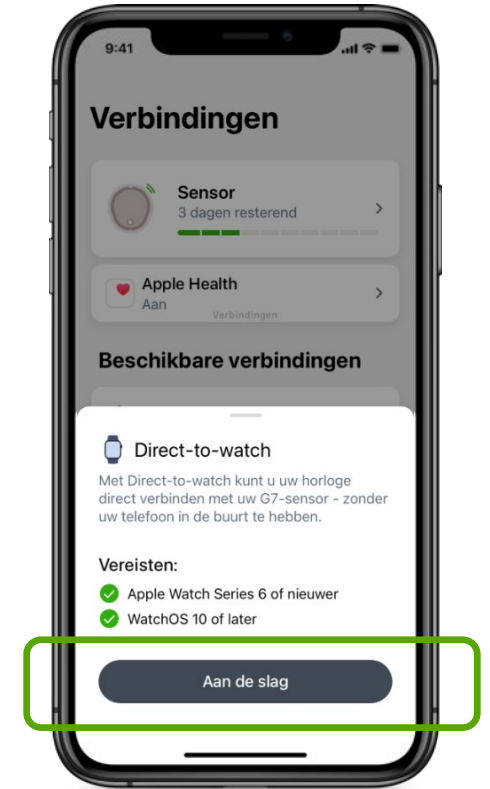 9:41
Verbindingen
Sensor
3 dagen resterend
Apple Health
Aan
Verbindingen
Beschikbare verbindingen
Direct-to-watch
Met Direct-to-watch kunt u uw horloge
direct verbinden met uw G7-sensor - zonder
uw telefoon in de buurt te hebben.
Vereisten:
Apple Watch Series 6 of nieuwer
WatchOS 10 of later
Aan de slag